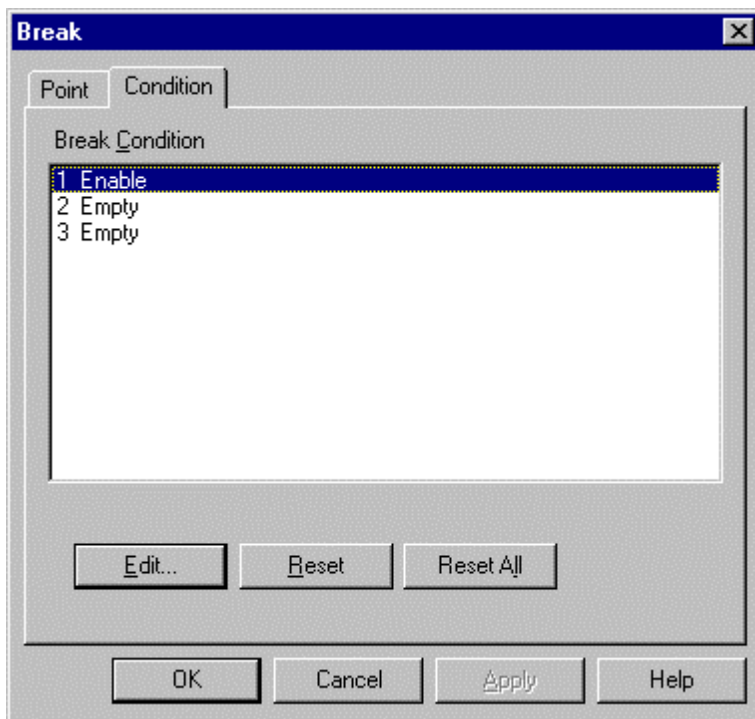 Break
Point Condition
Break Condition
1 Enable
2 Empty
3 Empty
Edit... Reset Reset All
OK Cancel Apply Help